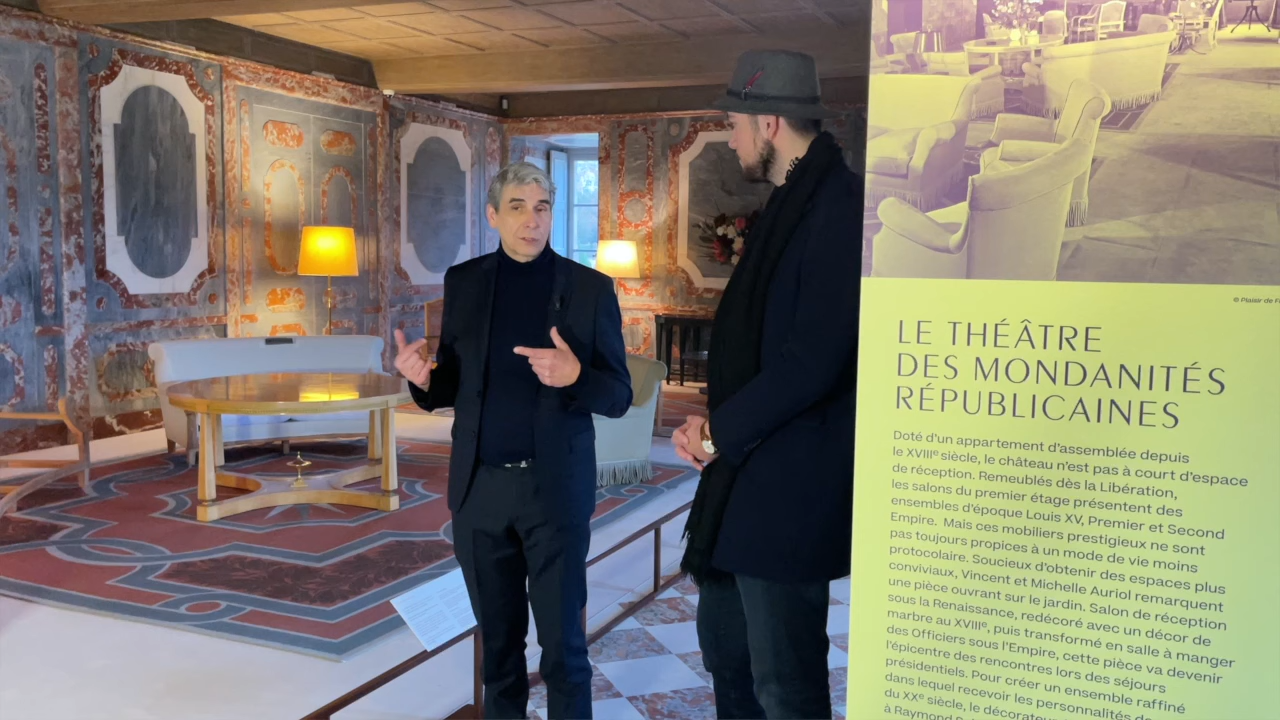 © Plaisir de
LE THÉÂTRE
DES MONDANITÉS
RÉPUBLICAINES
Doté d'un appartement d'assemblée depuis
le XVIIIᵉ siècle, le château n'est pas à court d'espace
de réception. Remeublés dès la Libération,
les salons du premier étage présentent des
ensembles d'époque Louis XV, Premier et Second
Empire. Mais ces mobiliers prestigieux ne sont
pas toujours propices à un mode de vie moins
protocolaire. Soucieux d'obtenir des espaces plus
conviviaux, Vincent et Michelle Auriol remarquent
une pièce ouvrant sur le jardin. Salon de réception
sous la Renaissance, redécoré avec un décor de
marbre au XVIIIᵉ, puis transformé en salle à manger
des Officiers sous l'Empire, cette pièce va devenir
l'épicentre des rencontres lors des séjours
présidentiels. Pour créer un ensemble raffiné
dans lequel recevoir les personnalités de
du XXᵉ siècle, le décorateur
à Raymond